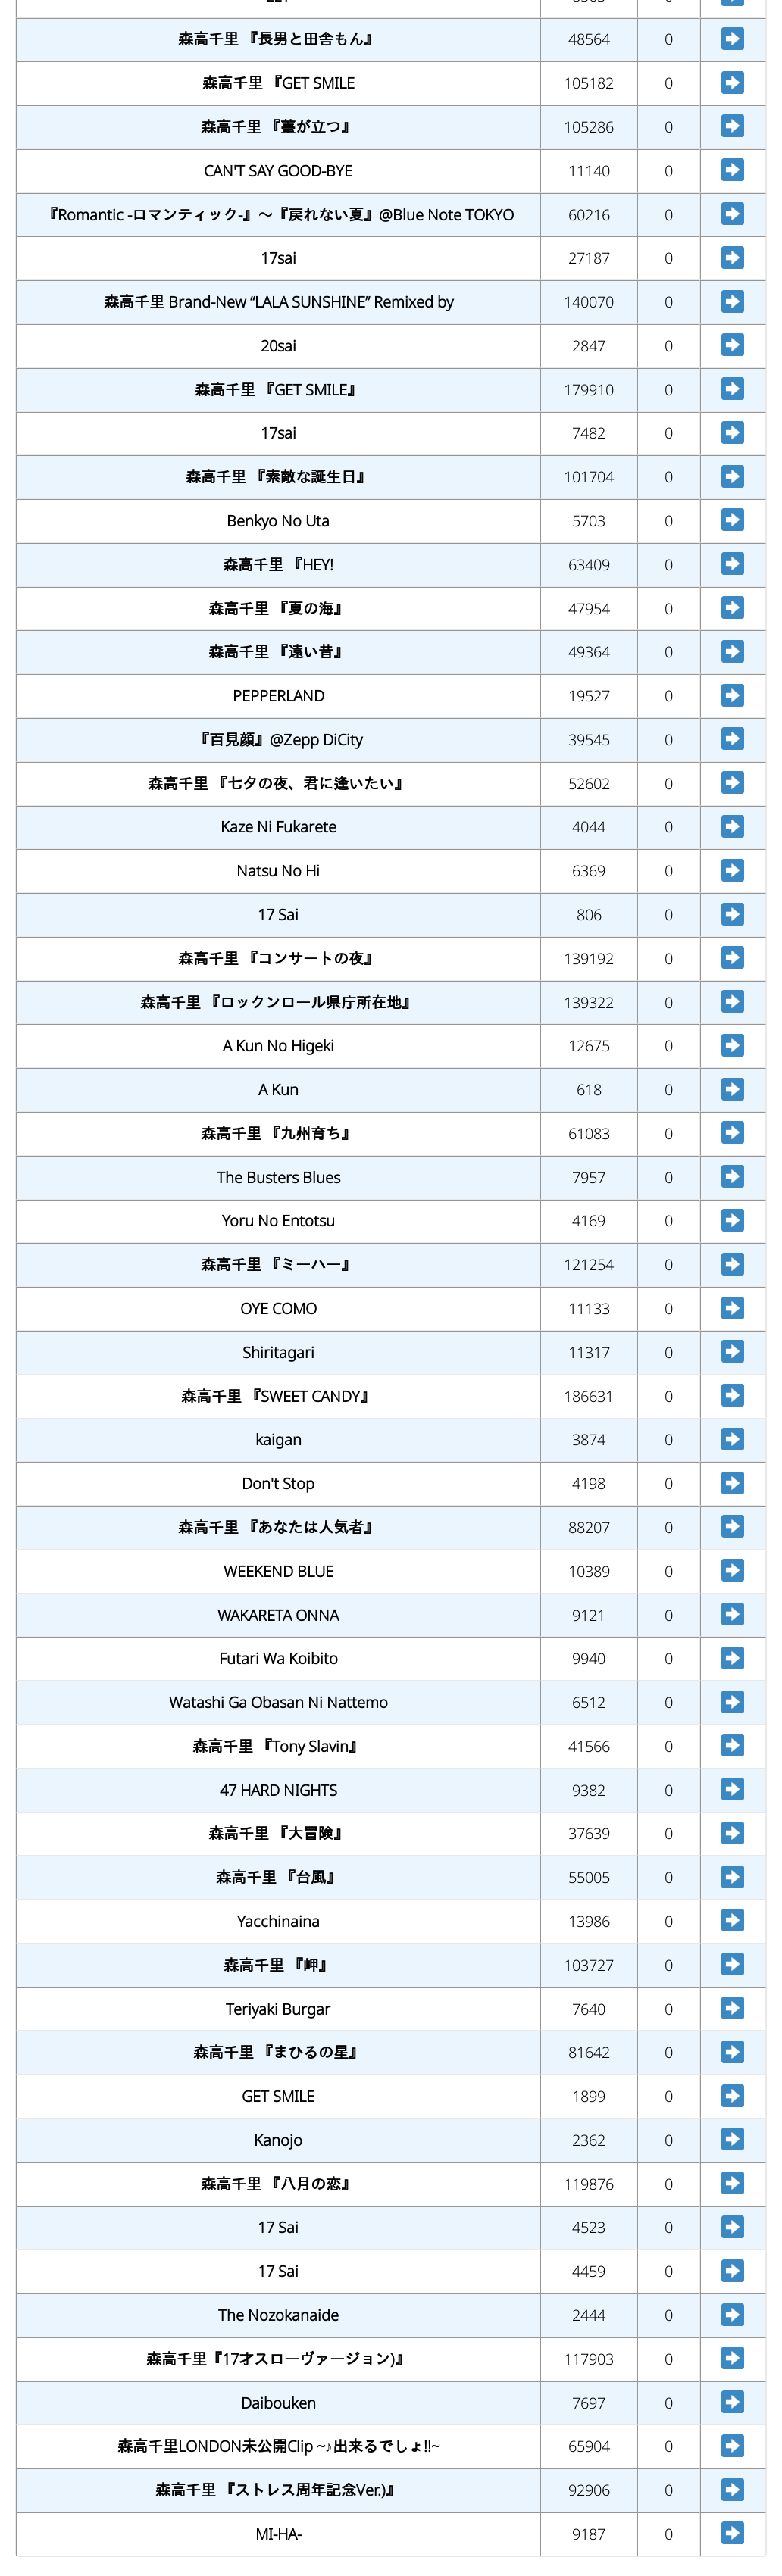 森高千里 『長男と田舎もん』 48564 0
森高千里 『GET SMILE 105182 0
森高千里 『薹が立つ』 105286 0
CAN'T SAY GOOD-BYE 11140 0
『Romantic -ロマンティック-』～『戻れない夏』@Blue Note TOKYO 60216 0
17sai 27187 0
森高千里 Brand-New “LALA SUNSHINE” Remixed by 140070 0
20sai 2847 0
森高千里 『GET SMILE』 179910 0
17sai 7482 0
森高千里 『素敵な誕生日』 101704 0
Benkyo No Uta 5703 0
森高千里 『HEY! 63409 0
森高千里 『夏の海』 47954 0
森高千里 『遠い昔』 49364 0
PEPPERLAND 19527 0
『百見顔』@Zepp DiCity 39545 0
森高千里 『七夕の夜、君に逢いたい』 52602 0
Kaze Ni Fukarete 4044 0
Natsu No Hi 6369 0
17 Sai 806 0
森高千里 『コンサートの夜』 139192 0
森高千里 『ロックンロール県庁所在地』 139322 0
A Kun No Higeki 12675 0
A Kun 618 0
森高千里 『九州育ち』 61083 0
The Busters Blues 7957 0
Yoru No Entotsu 4169 0
森高千里 『ミーハー』 121254 0
OYE COMO 11133 0
Shiritagari 11317 0
森高千里 『SWEET CANDY』 186631 0
kaigan 3874 0
Don't Stop 4198 0
森高千里 『あなたは人気者』 88207 0
WEEKEND BLUE 10389 0
WAKARETA ONNA 9121 0
Futari Wa Koibito 9940 0
Watashi Ga Obasan Ni Nattemo 6512 0
森高千里 『Tony Slavin』 41566 0
47 HARD NIGHTS 9382 0
森高千里 『大冒険』 37639 0
森高千里 『台風』 55005 0
Yacchinaina 13986 0
森高千里 『岬』 103727 0
Teriyaki Burgar 7640 0
森高千里 『まひるの星』 81642 0
GET SMILE 1899 0
Kanojo 2362 0
森高千里 『八月の恋』 119876 0
17 Sai 4523 0
17 Sai 4459 0
The Nozokanaide 2444 0
森高千里『17才スローヴァージョン)』 117903 0
Daibouken 7697 0
森高千里LONDON未公開Clip ~♪出来るでしょ!!~ 65904 0
森高千里 『ストレス周年記念Ver.)』 92906 0
MI-HA- 9187 0